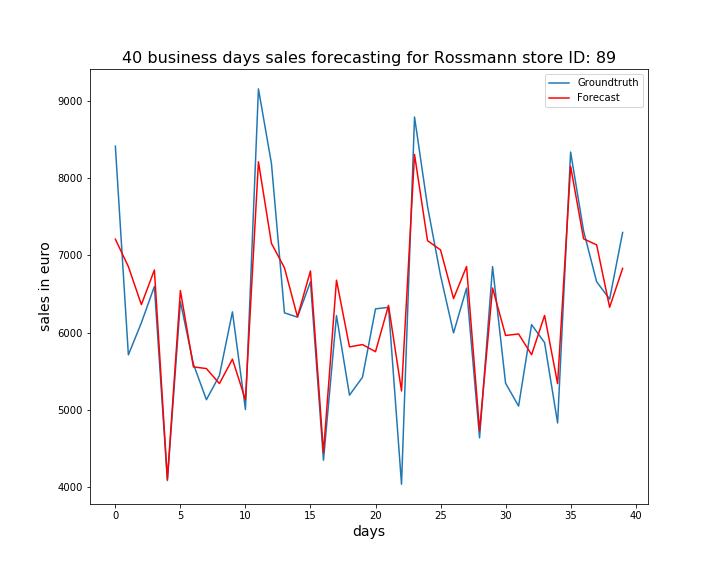 40 business days sales forecasting for Rossmann store ID: 89
Groundtruth
Forecast
sales in euro
9000
8000
7000
6000
5000
4000
0 5 10 15 20 25 30 35 40
days